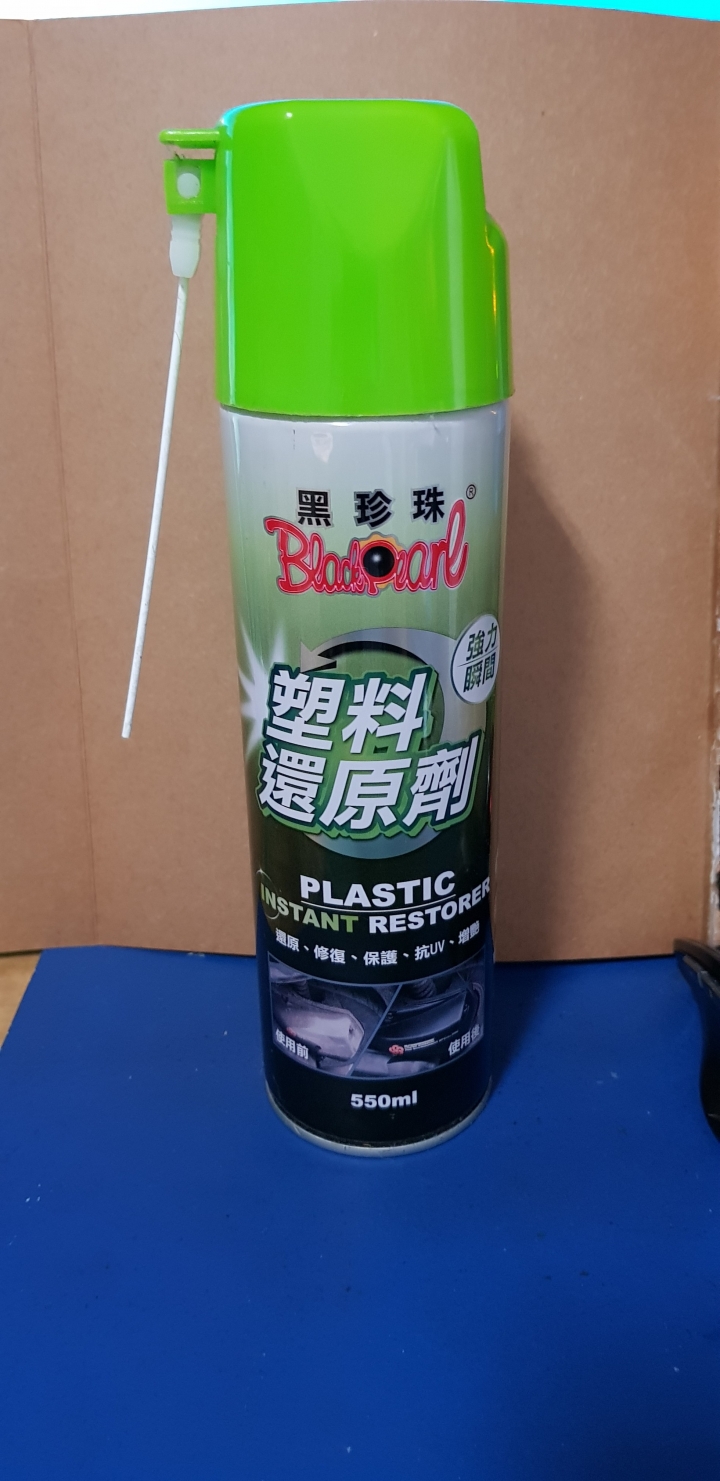 黑珍珠®
BlackPearl
強力
瞬間
塑料
還原劑
PLASTIC
INSTANT RESTORER
還原、修復、保護、抗UV、增艷
使用前
使用後
550ml